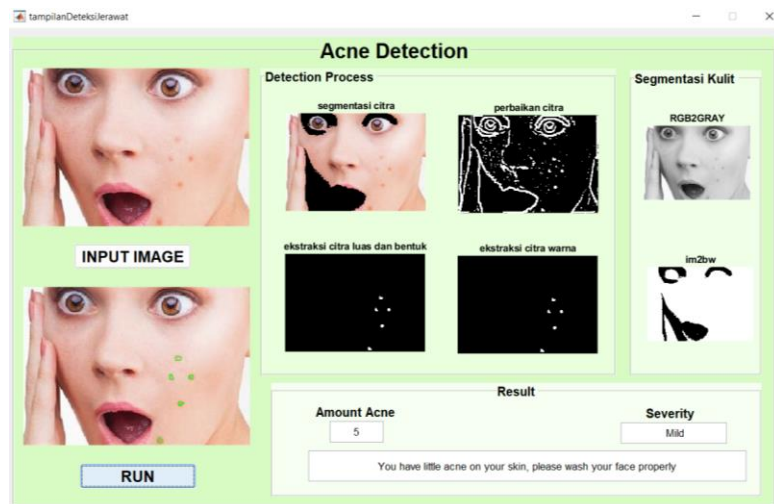 tampilanDeteksiJerawat
Acne Detection
Detection Process
Segmentasi Kulit
segmentasi citra
perbaikan citra
RGB2GRAY
INPUT IMAGE
ekstraksi citra luas dan bentuk
ekstraksi citra warna
im2bw
Result
Amount Acne
Severity
5
Mild
You have little acne on your skin, please wash your face properly
RUN